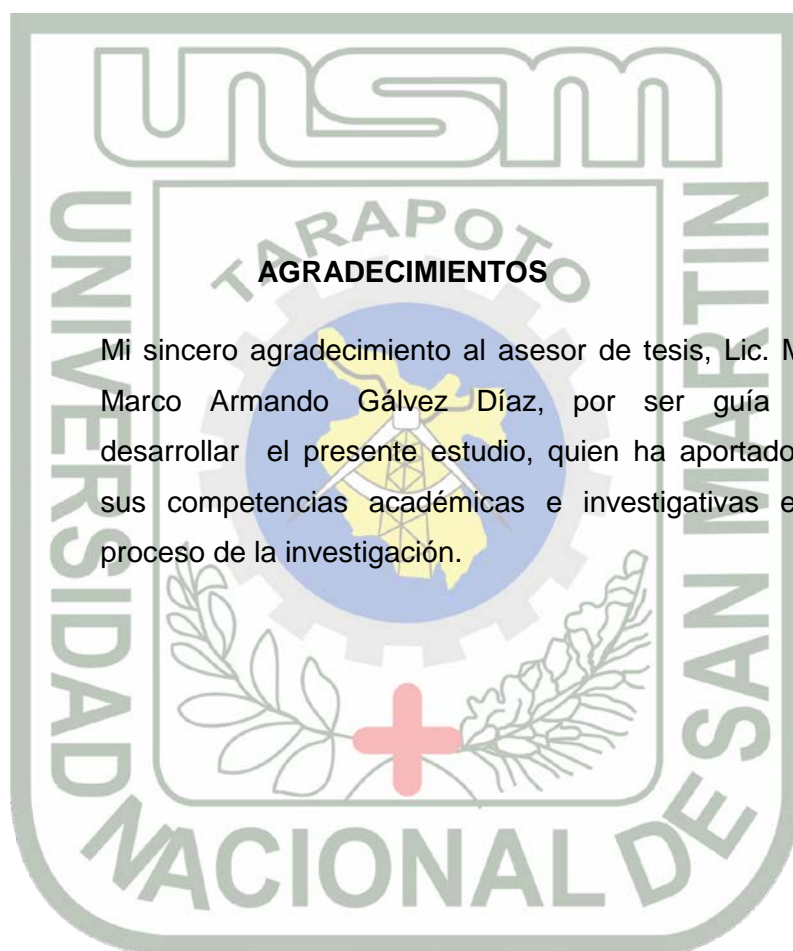 unsm
TARAPOTO
UNIVERSIDAD
NACIONAL DE
SAN MARTIN
AGRADECIMIENTOS
Mi sincero agradecimiento al asesor de tesis, Lic. M
Marco Armando Gálvez Díaz, por ser guía
desarrollar el presente estudio, quien ha aportado
sus competencias académicas e investigativas e
proceso de la investigación.